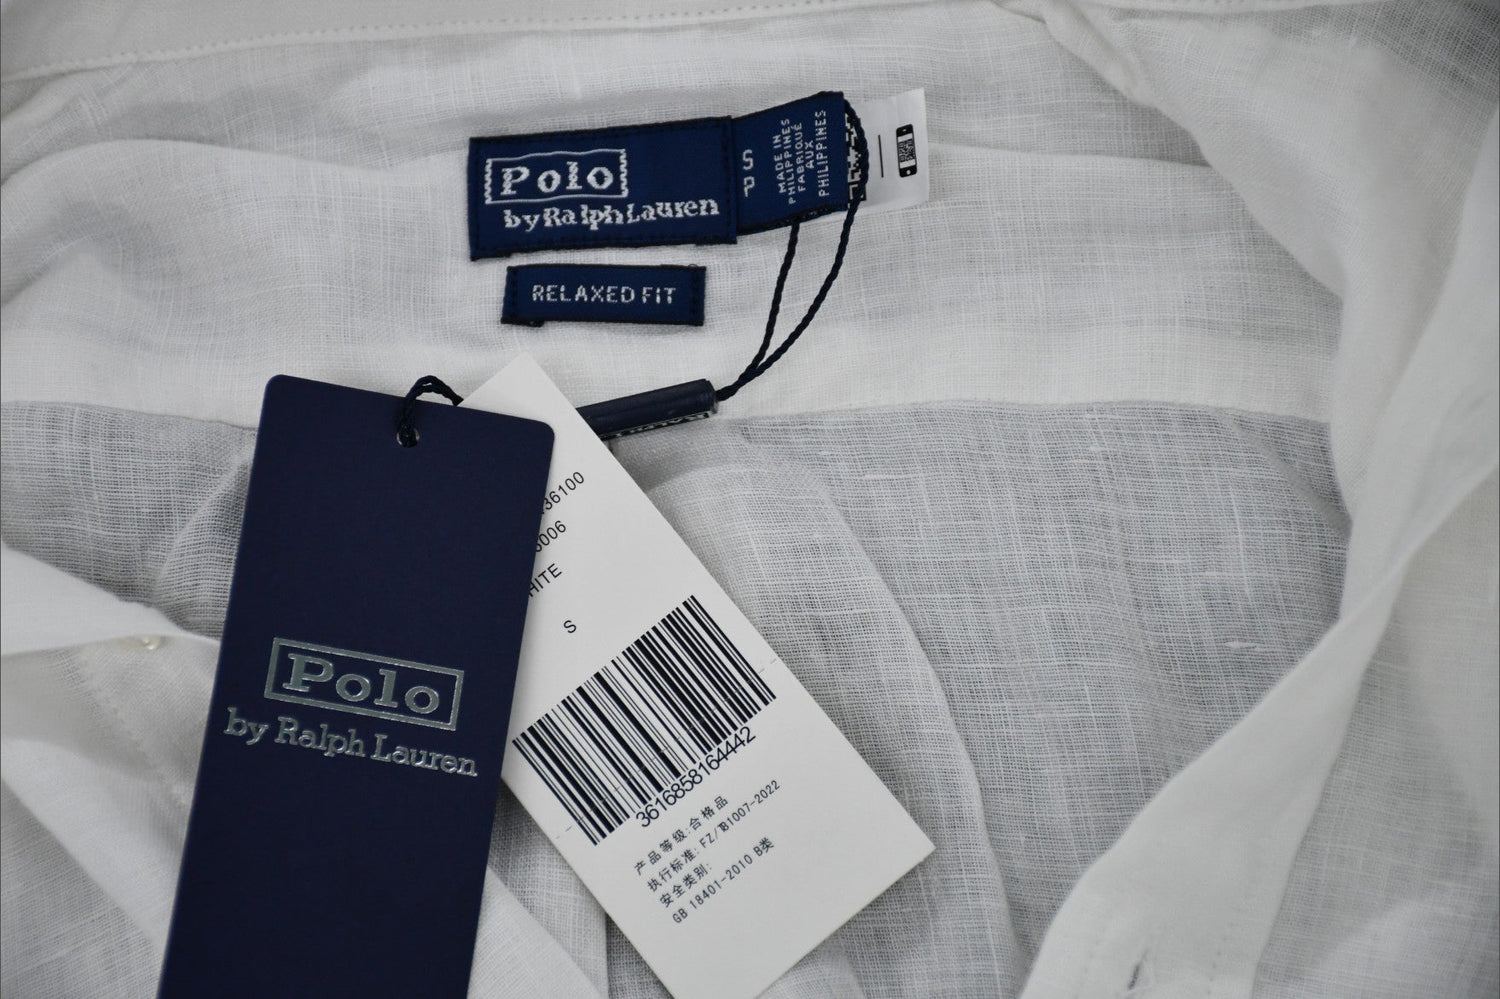 Polo
by Ralph Lauren
S
P
MADE IN
PHILIPPINES
FABRIQUÉ
AUX
PHILIPPINES
RELAXED FIT
36100
6006
HITE
S
3616858164442
产品等级:合格品
执行标准: FZ/T81007-2022
安全类别:
GB 18401-2010 B类
Polo
by Ralph Lauren